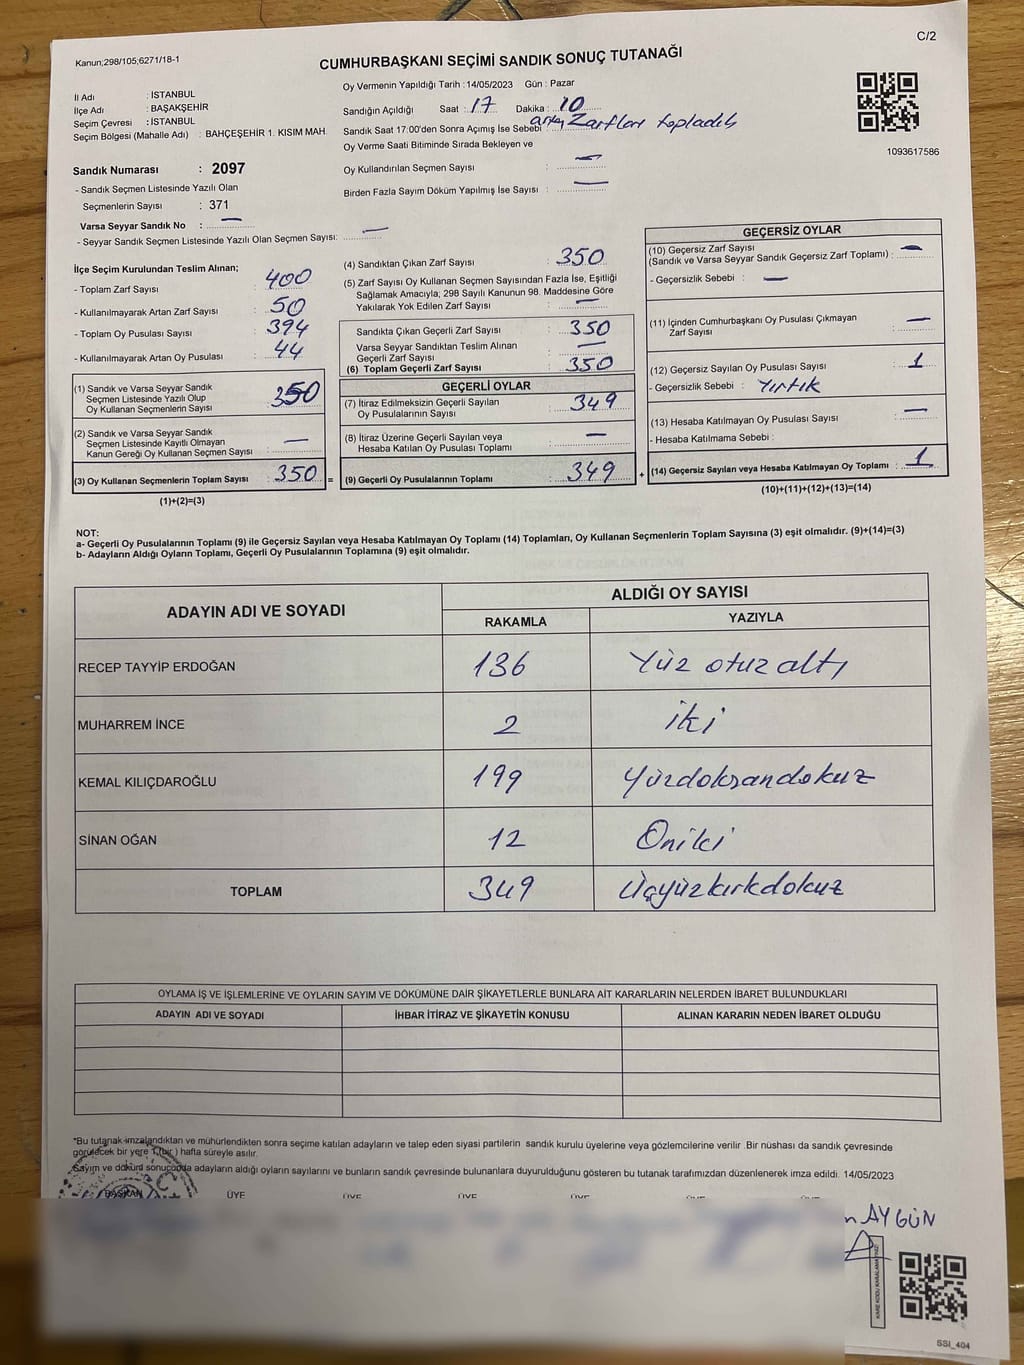 C/2
Kanun;298/105;6271/18-1
CUMHURBAŞKANI SEÇİMİ SANDIK SONUÇ TUTANAĞI
Oy Vermenin Yapıldığı Tarih : 14/05/2023 Gün : Pazar
İl Adı : İSTANBUL
İlçe Adı : BAŞAKŞEHİR
Seçim Çevresi : İSTANBUL
Seçim Bölgesi (Mahalle Adı) : BAHÇEŞEHİR 1. KISIM MAH.
Sandığın Açıldığı Saat : 17 Dakika : 10
Sandık Saat 17:00'den Sonra Açımış İse Sebebi : artış Zarfları topladıb
Oy Verme Saati Bitiminde Sırada Bekleyen ve
Oy Kullandırılan Seçmen Sayısı : —
Birden Fazla Sayım Döküm Yapılmış İse Sayısı : —
1093617586
Sandık Numarası : 2097
- Sandık Seçmen Listesinde Yazılı Olan
Seçmenlerin Sayısı : 371
Varsa Seyyar Sandık No : —
- Seyyar Sandık Seçmen Listesinde Yazılı Olan Seçmen Sayısı: —
İlçe Seçim Kurulundan Teslim Alınan;
- Toplam Zarf Sayısı : 400
- Kullanılmayarak Artan Zarf Sayısı : 50
- Toplam Oy Pusulası Sayısı : 394
- Kullanılmayarak Artan Oy Pusulası : 44
(1) Sandık ve Varsa Seyyar Sandık
Seçmen Listesinde Yazılı Olup
Oy Kullanan Seçmenlerin Sayısı : 350
(2) Sandık ve Varsa Seyyar Sandık
Seçmen Listesinde Kayıtlı Olmayan
Kanun Gereği Oy Kullanan Seçmen Sayısı : —
(3) Oy Kullanan Seçmenlerin Toplam Sayısı : 350 =
(1)+(2)=(3)
(4) Sandıktan Çıkan Zarf Sayısı : 350
(5) Zarf Sayısı Oy Kullanan Seçmen Sayısından Fazla İse, Eşitliği
Sağlamak Amacıyla, 298 Sayılı Kanunun 98. Maddesine Göre
Yakılarak Yok Edilen Zarf Sayısı : —
Sandıkta Çıkan Geçerli Zarf Sayısı : 350
Varsa Seyyar Sandıktan Teslim Alınan
Geçerli Zarf Sayısı : —
(6) Toplam Geçerli Zarf Sayısı : 350
GEÇERLİ OYLAR
(7) İtiraz Edilmeksizin Geçerli Sayılan
Oy Pusulalarının Sayısı : 349
(8) İtiraz Üzerine Geçerli Sayılan veya
Hesaba Katılan Oy Pusulası Toplamı : —
(9) Geçerli Oy Pusulalarının Toplamı : 349 +
GEÇERSİZ OYLAR
(10) Geçersiz Zarf Sayısı
(Sandık ve Varsa Seyyar Sandık Geçersiz Zarf Toplamı) : —
- Geçersizlik Sebebi : —
(11) İçinden Cumhurbaşkanı Oy Pusulası Çıkmayan
Zarf Sayısı : —
(12) Geçersiz Sayılan Oy Pusulası Sayısı : 1
- Geçersizlik Sebebi : YIRTIK
(13) Hesaba Katılmayan Oy Pusulası Sayısı : —
- Hesaba Katılmama Sebebi :
(14) Geçersiz Sayılan veya Hesaba Katılmayan Oy Toplamı : 1
(10)+(11)+(12)+(13)=(14)
NOT:
a- Geçerli Oy Pusulaların Toplam (9) ile Geçersiz Sayılan veya Hesaba Katılmayan Oy Toplamı (14) Toplamları, Oy Kullanan Seçmenlerin Toplam Sayısına (3) eşit olmalıdır. (9)+(14)=(3)
b- Adayların Aldığı Oyların Toplamı, Geçerli Oy Pusulalarının Toplamına (9) eşit olmalıdır.
ADAYIN ADI VE SOYADI
ALDIĞI OY SAYISI
RAKAMLA YAZIYLA
RECEP TAYYİP ERDOĞAN 136 Yüz otuz altı
MUHARREM İNCE 2 iki
KEMAL KILIÇDAROĞLU 199 Yüzdoksandokuz
SİNAN OĞAN 12 Oniki
TOPLAM 349 Üçyüzkırkdokuz
OYLAMA İŞ VE İŞLEMLERİNE VE OYLARIN SAYIM VE DÖKÜMÜNE DAİR ŞİKAYETLERLE BUNLARA AİT KARARLARIN NELERDEN İBARET BULUNDUKLARI
ADAYIN ADI VE SOYADI İHBAR İTİRAZ VE ŞİKAYETİN KONUSU ALINAN KARARIN NEDEN İBARET OLDUĞU
*Bu tutanak imzalandıktan ve mühürlendikten sonra seçime katılan adayların ve talep eden siyasi partilerin sandık kurulu üyelerine veya gözlemcilerine verilir. Bir nüshası da sandık çevresinde
görülecek bir yere 1 (bir ) hafta süreyle asılır.
Sayım ve döküm sonucunda adayların aldığı oyların sayılarını ve bunların sandık çevresinde bulunanlara duyurulduğunu gösteren bu tutanak tarafımızdan düzenlenerek imza edildi. 14/05/2023
BAŞKAN ÜYE ÜYE ÜYE ÜYE ÜYE ÜYE
n AYGÜN
SSI_404